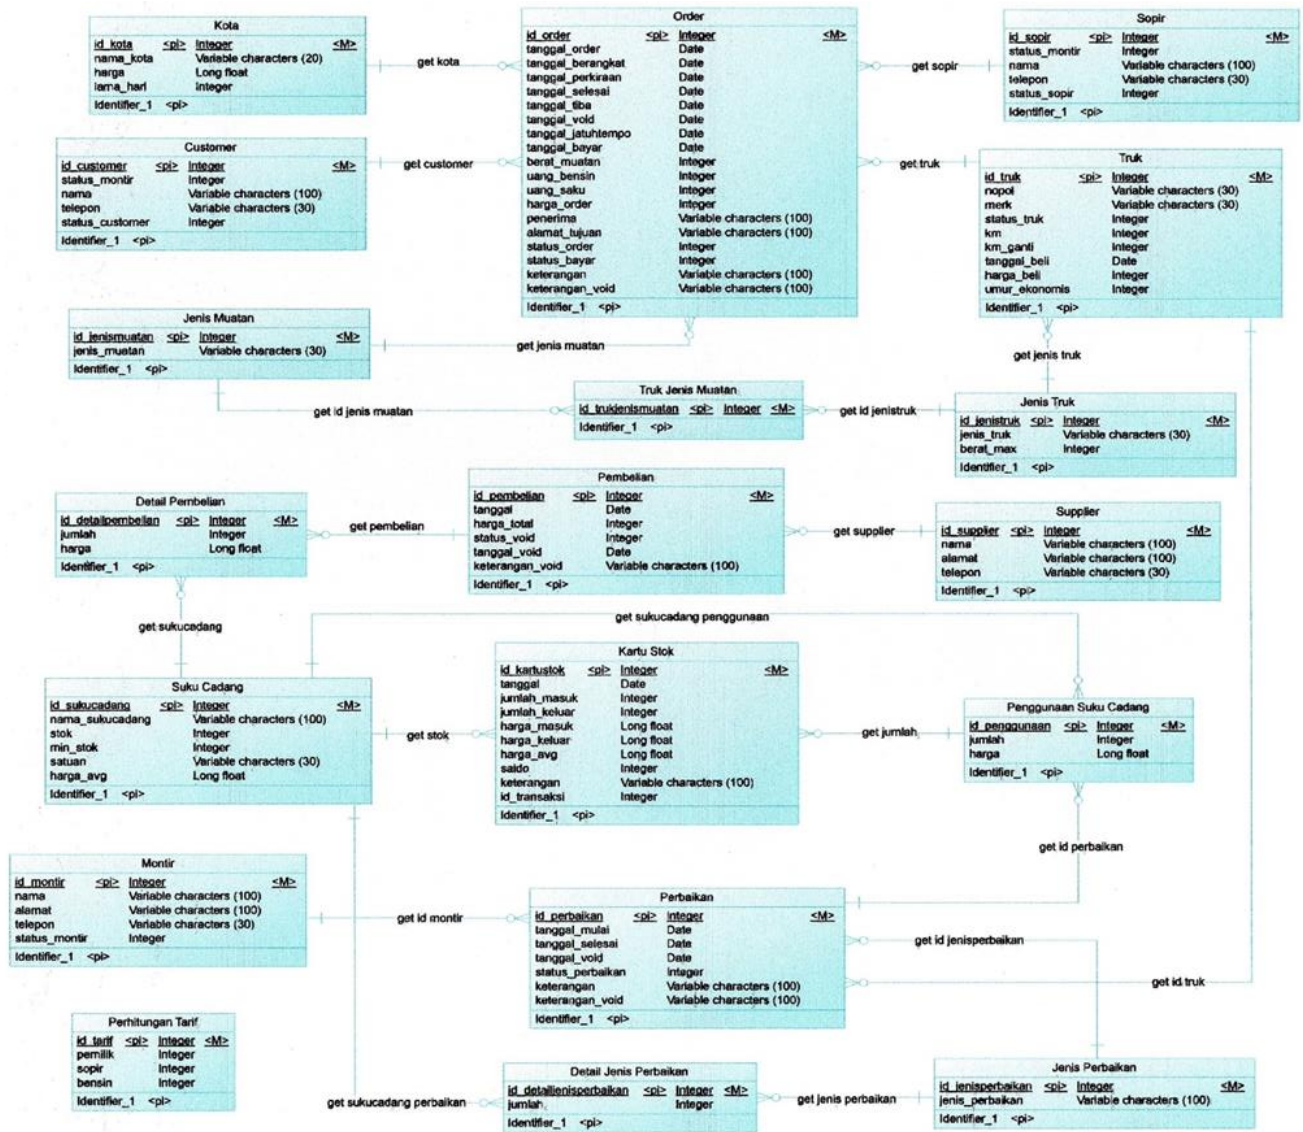 Kota
id_kota <pi> Integer <M>
nama_kota Variable characters (20)
harga Long float
lama_hari Integer
Identifier_1 <pi>
get kota
Order
id_order <pi> Integer <M>
tanggal_order Date
tanggal_berangkat Date
tanggal_perkiraan Date
tanggal_selesai Date
tanggal_tiba Date
tanggal_void Date
tanggal_jatuhtempo Date
tanggal_bayar Date
berat_muatan Integer
uang_bensin Integer
uang_saku Integer
harga_order Integer
penerima Variable characters (100)
alamat_tujuan Variable characters (100)
status_order Integer
status_bayar Integer
keterangan Variable characters (100)
keterangan_void Variable characters (100)
Identifier_1 <pi>
get sopir
Sopir
id_sopir <pi> Integer <M>
status_montir Integer
nama Variable characters (100)
telepon Variable characters (30)
status_sopir Integer
Identifier_1 <pi>
Customer
id_customer <pi> Integer <M>
status_montir Integer
nama Variable characters (100)
telepon Variable characters (30)
status_customer Integer
Identifier_1 <pi>
get customer
get truk
Truk
id_truk <pi> Integer <M>
nopol Variable characters (30)
merk Variable characters (30)
status_truk Integer
km Integer
km_ganti Integer
tanggal_beli Date
harga_beli Integer
umur_ekonomis Integer
Identifier_1 <pi>
Jenis Muatan
id_jenismuatan <pi> Integer <M>
jenis_muatan Variable characters (30)
Identifier_1 <pi>
get jenis muatan
get jenis truk
get id jenis muatan
Truk Jenis Muatan
id_trukjenismuatan <pi> Integer <M>
Identifier_1 <pi>
get id jenistruk
Jenis Truk
id_jenistruk <pi> Integer <M>
jenis_truk Variable characters (30)
berat_max Integer
Identifier_1 <pi>
Detail Pembelian
id_detailpembelian <pi> Integer <M>
jumlah Integer
harga Long float
Identifier_1 <pi>
get pembelian
Pembelian
id_pembelian <pi> Integer <M>
tanggal Date
harga_total Integer
status_void Integer
tanggal_void Date
keterangan_void Variable characters (100)
Identifier_1 <pi>
get supplier
Supplier
id_supplier <pi> Integer <M>
nama Variable characters (100)
alamat Variable characters (100)
telepon Variable characters (30)
Identifier_1 <pi>
get sukucadang
get sukucadang penggunaan
Suku Cadang
id_sukucadang <pi> Integer <M>
nama_sukucadang Variable characters (100)
stok Integer
min_stok Integer
satuan Variable characters (30)
harga_avg Long float
Identifier_1 <pi>
get stok
Kartu Stok
id_kartustok <pi> Integer <M>
tanggal Date
jumlah_masuk Integer
jumlah_keluar Integer
harga_masuk Long float
harga_keluar Long float
harga_avg Long float
saldo Integer
keterangan Variable characters (100)
id_transaksi Integer
Identifier_1 <pi>
get jumlah
Penggunaan Suku Cadang
id_penggunaan <pi> Integer <M>
jumlah Integer
harga Long float
Identifier_1 <pi>
get id perbaikan
Montir
id_montir <pi> Integer <M>
nama Variable characters (100)
alamat Variable characters (100)
telepon Variable characters (30)
status_montir Integer
Identifier_1 <pi>
get id montir
Perbaikan
id_perbaikan <pi> Integer <M>
tanggal_mulai Date
tanggal_selesai Date
tanggal_void Date
status_perbaikan Integer
keterangan Variable characters (100)
keterangan_void Variable characters (100)
Identifier_1 <pi>
get id jenisperbaikan
get id truk
Perhitungan Tarif
id_tarif <pi> Integer <M>
pemilik Integer
sopir Integer
bensin Integer
Identifier_1 <pi>
get sukucadang perbaikan
Detail Jenis Perbaikan
id_detailjenisperbaikan <pi> Integer <M>
jumlah Integer
Identifier_1 <pi>
get jenis perbaikan
Jenis Perbaikan
id_jenisperbaikan <pi> Integer <M>
jenis_perbaikan Variable characters (100)
Identifier_1 <pi>